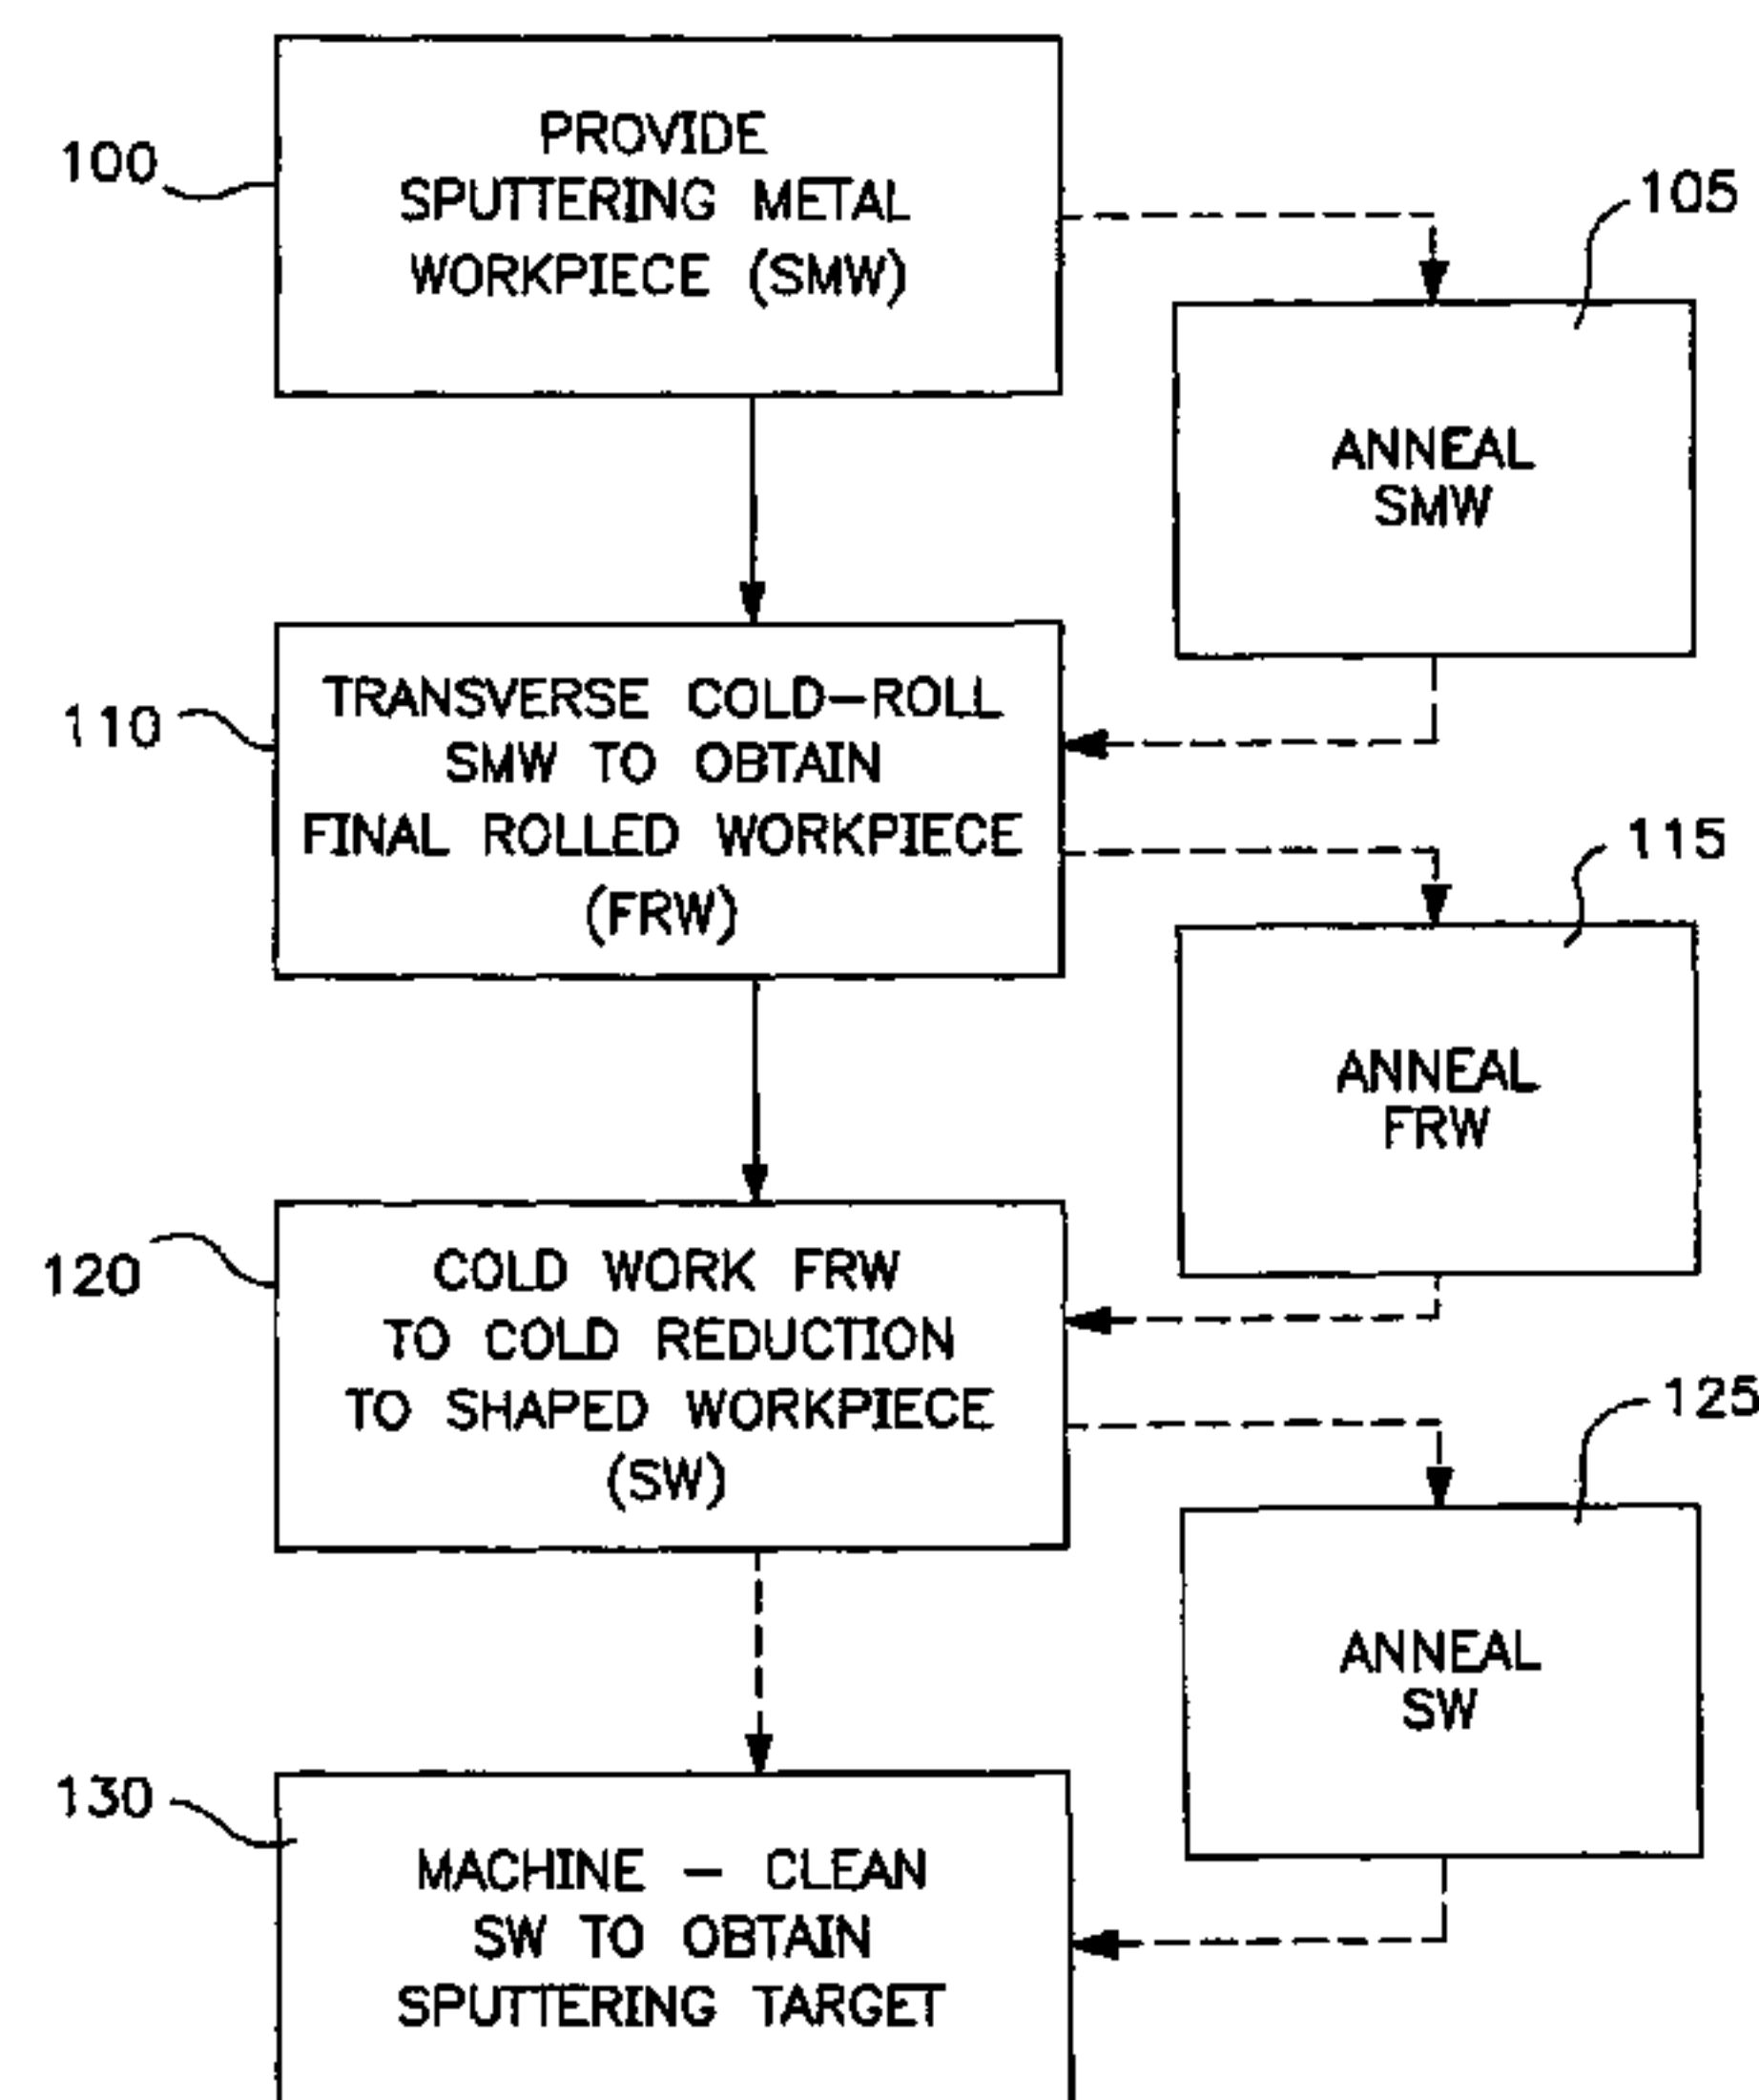 100
PROVIDE
SPUTTERING METAL
WORKPIECE (SMW)
105
ANNEAL
SMW
110
TRANSVERSE COLD-ROLL
SMW TO OBTAIN
FINAL ROLLED WORKPIECE
(FRW)
115
ANNEAL
FRW
120
COLD WORK FRW
TO COLD REDUCTION
TO SHAPED WORKPIECE
(SW)
125
ANNEAL
SW
130
MACHINE - CLEAN
SW TO OBTAIN
SPUTTERING TARGET